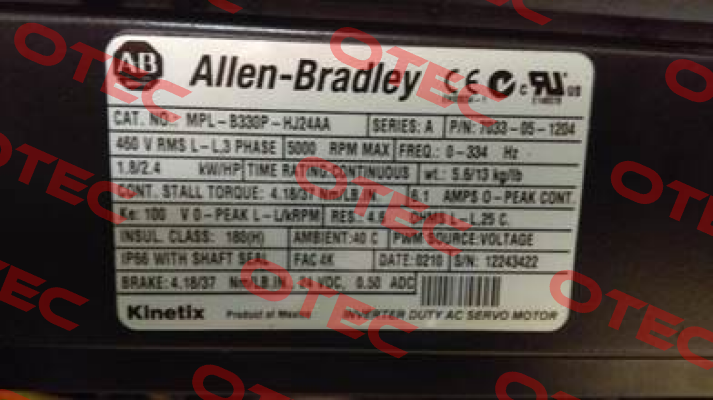 AB Allen-Bradley CE C UL US
CAT. NO.: MPL-B330P-HJ24AA SERIES: A P/N: 7033-05-1204
460 V RMS L-L,3 PHASE 5000 RPM MAX FREQ.: 0-334 Hz
1.8/2.4 kW/HP TIME RATING:CONTINUOUS wt.: 5.6/13 kg/lb
CONT. STALL TORQUE: 4.18/37 Nm/LB.IN. 6.1 AMPS 0-PEAK CONT.
Ke: 100 V 0-PEAK L-L/kRPM RES.: 4.6 OHMS L-L,25 C.
INSUL. CLASS: 180(H) AMBIENT:40 C PWM SOURCE:VOLTAGE
IP66 WITH SHAFT SEAL FAC 4K DATE: 0210 S/N: 12243422
BRAKE: 4.18/37 Nm/LB.IN., 24 VDC, 0.50 ADC
Kinetix Product of Mexico INVERTER DUTY AC SERVO MOTOR
OTEC